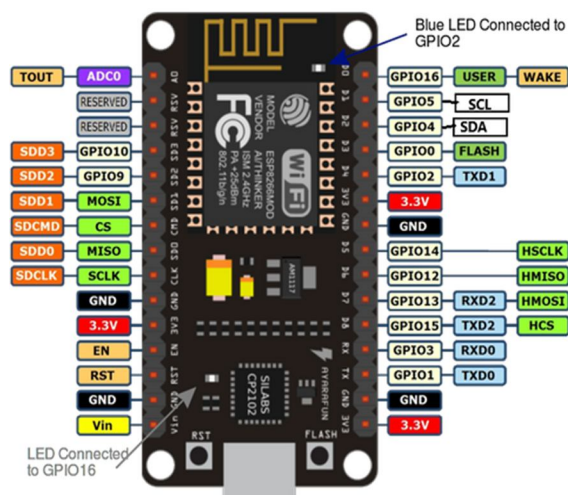 Blue LED Connected to
GPIO2
TOUT ADC0 A0 D0 GPIO16 USER WAKE
RESERVED RSV D1 GPIO5 SCL
RESERVED RSV D2 GPIO4 SDA
SDD3 GPIO10 SD3 D3 GPIO0 FLASH
SDD2 GPIO9 SD2 D4 GPIO2 TXD1
SDD1 MOSI SD1 3V3 3.3V
SDCMD CS CMD GND GND
SDD0 MISO SDO D5 GPIO14 HSCLK
SDCLK SCLK CLK D6 GPIO12 HMISO
GND GND D7 GPIO13 RXD2 HMOSI
3.3V 3V3 D8 GPIO15 TXD2 HCS
EN EN RX GPIO3 RXD0
RST RST TX GPIO1 TXD0
GND GND GND GND
Vin Vin 3V3 3.3V
MODEL
VENDOR
ESP8266MOD
AI/THINKER
ISM 2.4GHz
PA +25dBm
802.11b/g/n
FC
Wi Fi
AM1117
SILABS
CP2102
AYARAFUN
RST
FLASH
LED Connected
to GPIO16